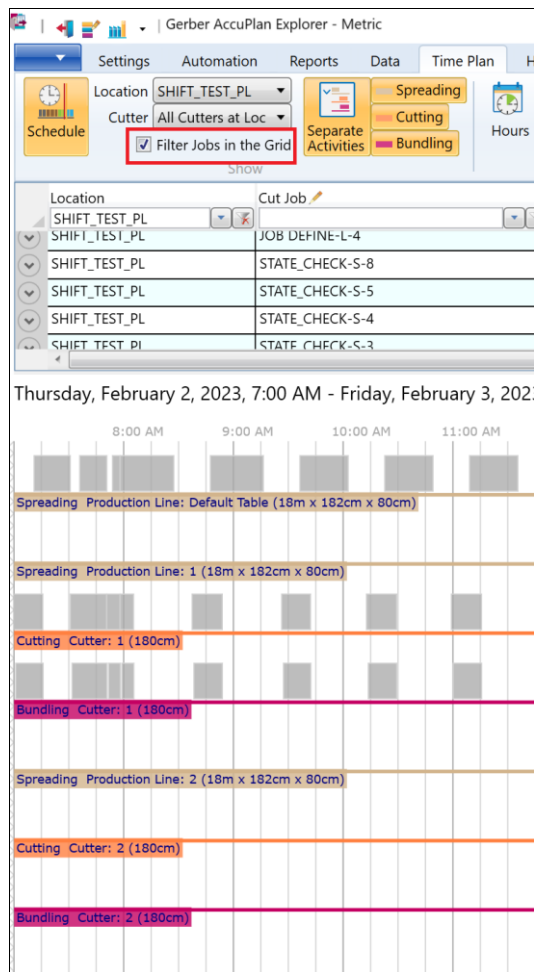 Gerber AccuPlan Explorer - Metric
Settings Automation Reports Data Time Plan H
Location SHIFT_TEST_PL Spreading
Cutter All Cutters at Loc Cutting
Schedule Filter Jobs in the Grid Separate Activities Bundling Hours
Show
Location Cut Job
SHIFT_TEST_PL
SHIFT_TEST_PL JOB DEFINE-L-4
SHIFT_TEST_PL STATE_CHECK-S-8
SHIFT_TEST_PL STATE_CHECK-S-5
SHIFT_TEST_PL STATE_CHECK-S-4
SHIFT_TEST_PL STATE_CHECK-S-3
Thursday, February 2, 2023, 7:00 AM - Friday, February 3, 202
8:00 AM 9:00 AM 10:00 AM 11:00 AM
Spreading Production Line: Default Table (18m x 182cm x 80cm)
Spreading Production Line: 1 (18m x 182cm x 80cm)
Cutting Cutter: 1 (180cm)
Bundling Cutter: 1 (180cm)
Spreading Production Line: 2 (18m x 182cm x 80cm)
Cutting Cutter: 2 (180cm)
Bundling Cutter: 2 (180cm)